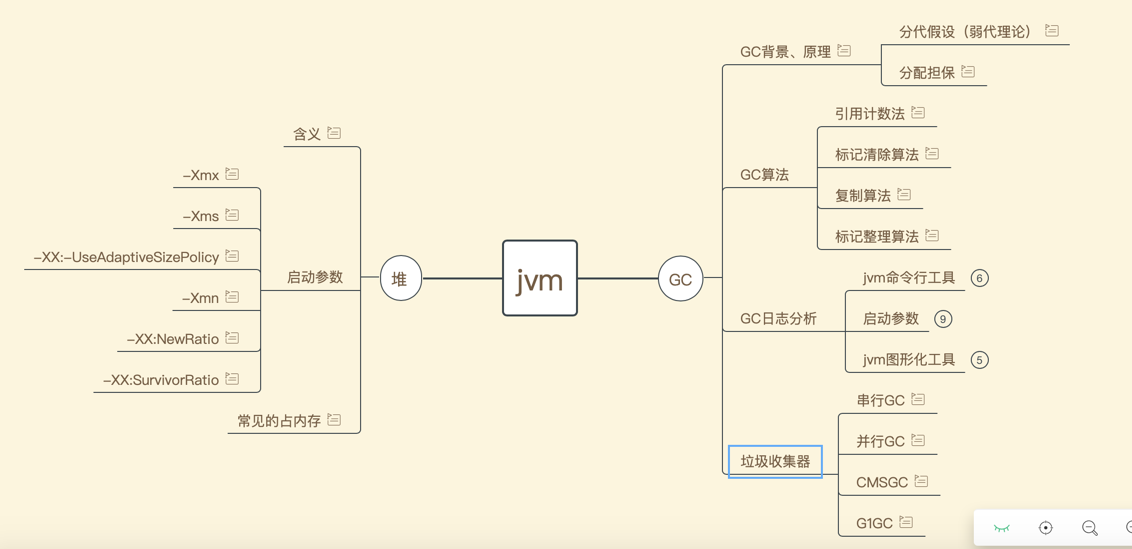 jvm
堆
含义
启动参数
-Xmx
-Xms
-XX:-UseAdaptiveSizePolicy
-Xmn
-XX:NewRatio
-XX:SurvivorRatio
常见的占内存
GC
GC背景、原理
分代假设（弱代理论）
分配担保
GC算法
引用计数法
标记清除算法
复制算法
标记整理算法
GC日志分析
jvm命令行工具 6
启动参数 9
jvm图形化工具 5
垃圾收集器
串行GC
并行GC
CMSGC
G1GC